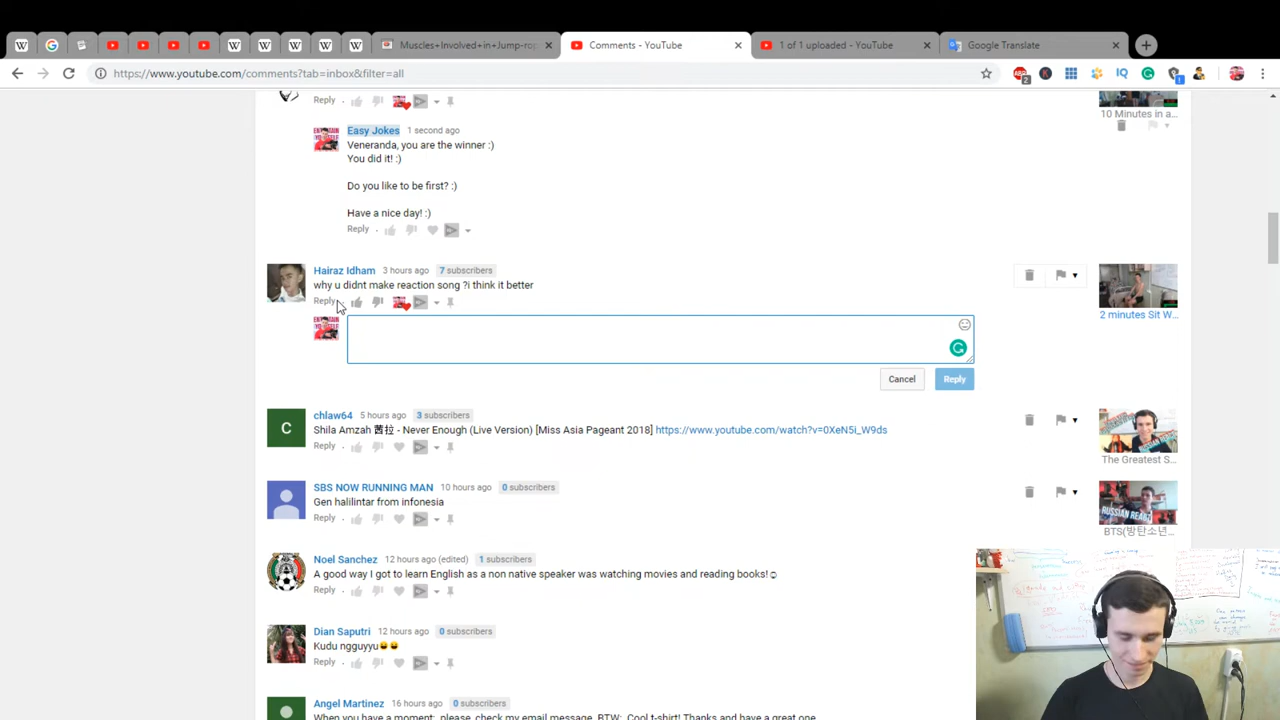 Muscles+Involved+in+Jump-rop
Comments - YouTube
1 of 1 uploaded - YouTube
Google Translate
https://www.youtube.com/comments?tab=inbox&filter=all
Reply
10 Minutes in a...
Easy Jokes 1 second ago
Veneranda, you are the winner :)
You did it! :)
Do you like to be first? :)
Have a nice day! :)
Reply
Hairaz Idham 3 hours ago 7 subscribers
why u didnt make reaction song ?i think it better
Reply
2 minutes Sit W...
Cancel Reply
chlaw64 5 hours ago 3 subscribers
Shila Amzah 茜拉 - Never Enough (Live Version) [Miss Asia Pageant 2018] https://www.youtube.com/watch?v=0XeN5i_W9ds
Reply
The Greatest S...
SBS NOW RUNNING MAN 10 hours ago 0 subscribers
Gen halilintar from infonesia
Reply
RUSSIAN REACT
BTS(방탄소년...
Noel Sanchez 12 hours ago (edited) 1 subscribers
A good way I got to learn English as a non native speaker was watching movies and reading books!
Reply
Dian Saputri 12 hours ago 0 subscribers
Kudu ngguyyu😄😄
Reply
Angel Martinez 16 hours ago 0 subscribers
When you have a moment; please, check my email message. BTW: Cool t-shirt! Thanks and have a great one